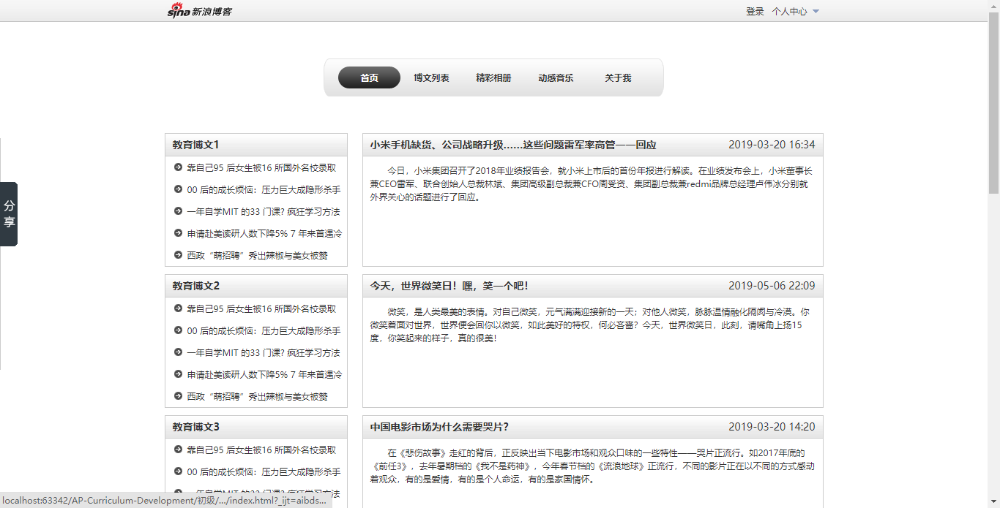 sina 新浪博客
登录 个人中心
首页 博文列表 精彩相册 动感音乐 关于我
分享
教育博文1
靠自己95 后女生被16 所国外名校录取
00 后的成长烦恼：压力巨大成隐形杀手
一年自学MIT 的33 门课? 疯狂学习方法
申请赴美读研人数下降5% 7 年来首遇冷
西政“萌招聘”秀出辣椒与美女被赞
小米手机缺货、公司战略升级……这些问题雷军率高管一一回应 2019-03-20 16:34
今日，小米集团召开了2018年业绩报告会，就小米上市后的首份年报进行解读。在业绩发布会上，小米董事长
兼CEO雷军、联合创始人总裁林斌、集团高级副总裁兼CFO周受资、集团副总裁兼redmi品牌总经理卢伟冰分别就
外界关心的话题进行了回应。
教育博文2
靠自己95 后女生被16 所国外名校录取
00 后的成长烦恼：压力巨大成隐形杀手
一年自学MIT 的33 门课? 疯狂学习方法
申请赴美读研人数下降5% 7 年来首遇冷
西政“萌招聘”秀出辣椒与美女被赞
今天，世界微笑日！嘿，笑一个吧！ 2019-05-06 22:09
微笑，是人类最美的表情。对自己微笑，元气满满迎接新的一天；对他人微笑，脉脉温情融化隔阂与冷漠。你
微笑着面对世界，世界便会回你以微笑，如此美好的特权，何必吝啬？今天，世界微笑日，此刻，请嘴角上扬15
度，你笑起来的样子，真的很美！
教育博文3
靠自己95 后女生被16 所国外名校录取
00 后的成长烦恼：压力巨大成隐形杀手
一年自学MIT 的33 门课? 疯狂学习方法
中国电影市场为什么需要哭片？ 2019-03-20 14:20
在《悲伤故事》走红的背后，正反映出当下电影市场和观众口味的一些特性——哭片正流行。如2017年底的
《前任3》，去年暑期档的《我不是药神》，今年春节档的《流浪地球》正流行，不同的影片正在以不同的方式感动
着观众，有的是爱情，有的是个人命运，有的是家国情怀。
localhost:63342/AP-Curriculum-Development/初级/.../index.html?_ijt=aibds...